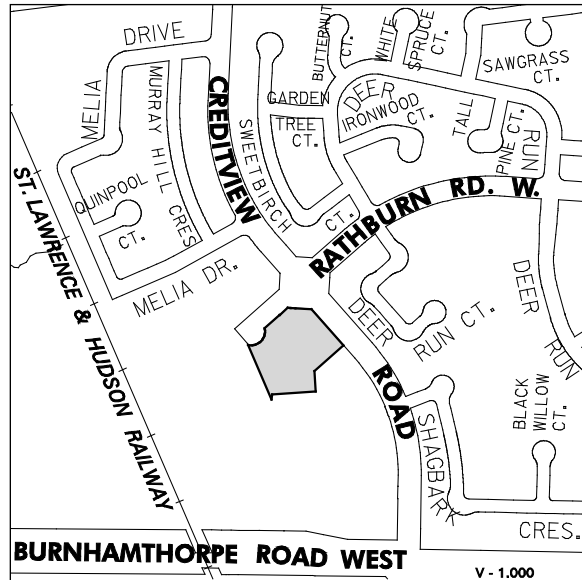 DRIVE
BUTTERNUT
CT.
WHITE
SPRUCE
CT.
SAWGRASS
CT.
MELIA
MURRAY HILL CRES
CREDITVIEW
SWEETBIRCH
CT.
GARDEN
TREE CT.
DEER
RUN
IRONWOOD
CT.
TALL
PINE CT.
QUINPOOL
CT.
RATHBURN RD. W.
MELIA DR.
ST. LAWRENCE & HUDSON RAILWAY
DEER
RUN CT.
DEER
RUN
ROAD
BLACK
WILLOW
CT.
SHAGBARK
CRES.
BURNHAMTHORPE ROAD WEST
V - 1.000